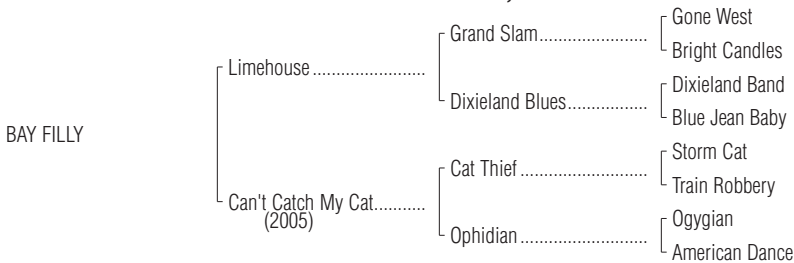 Gone West
Grand Slam......................
Bright Candles
Limehouse........................
Dixieland Band
Dixieland Blues.................
Blue Jean Baby
BAY FILLY
Storm Cat
Cat Thief...........................
Train Robbery
Can't Catch My Cat...........
(2005)
Ogygian
Ophidian...........................
American Dance